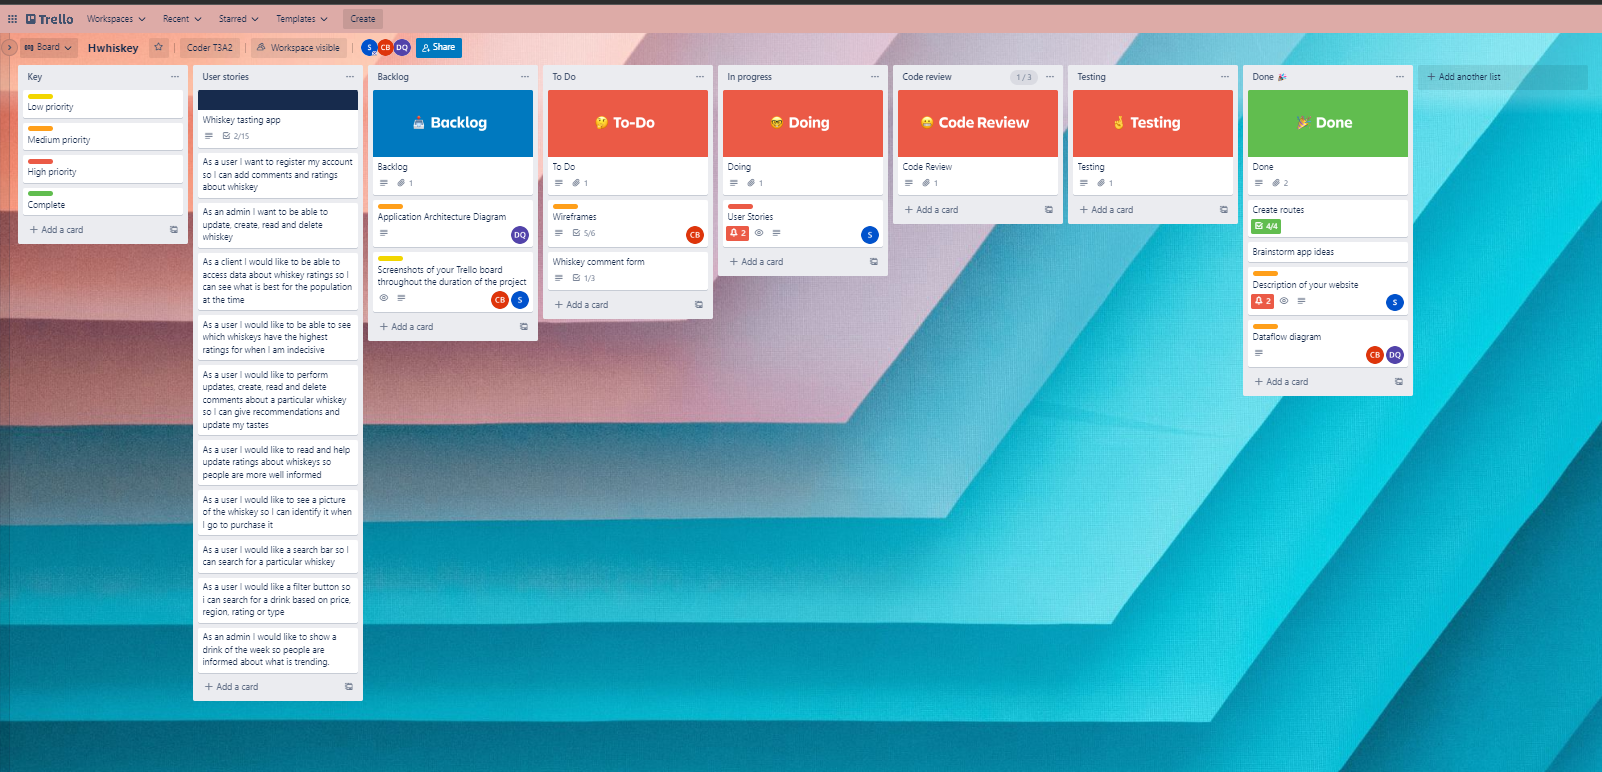 Trello Workspaces Recent Starred Templates Create
Board Hwhiskey Coder T3A2 Workspace visible S CB DQ Share
Key
Low priority
Medium priority
High priority
Complete
+ Add a card
User stories
Whiskey tasting app
2/15
As a user I want to register my account
so I can add comments and ratings
about whiskey
As an admin I want to be able to
update, create, read and delete
whiskey
As a client I would like to be able to
access data about whiskey ratings so I
can see what is best for the population
at the time
As a user I would like to be able to see
which whiskeys have the highest
ratings for when I am indecisive
As a user I would like to perform
updates, create, read and delete
comments about a particular whiskey
so I can give recommendations and
update my tastes
As a user I would like to read and help
update ratings about whiskeys so
people are more well informed
As a user I would like to see a picture
of the whiskey so I can identify it when
I go to purchase it
As a user I would like a search bar so I
can search for a particular whiskey
As a user I would like a filter button so
i can search for a drink based on price,
region, rating or type
As an admin I would like to show a
drink of the week so people are
informed about what is trending.
+ Add a card
Backlog
Backlog
Backlog
1
Application Architecture Diagram
DQ
Screenshots of your Trello board
throughout the duration of the project
CB S
+ Add a card
To Do
To-Do
To Do
1
Wireframes
5/6 CB
Whiskey comment form
1/3
+ Add a card
In progress
Doing
Doing
1
User Stories
2 S
+ Add a card
Code review 1 / 3
Code Review
Code Review
1
+ Add a card
Testing
Testing
Testing
1
+ Add a card
Done 🎉
Done
Done
2
Create routes
4/4
Brainstorm app ideas
Description of your website
2 S
Dataflow diagram
CB DQ
+ Add a card
+ Add another list